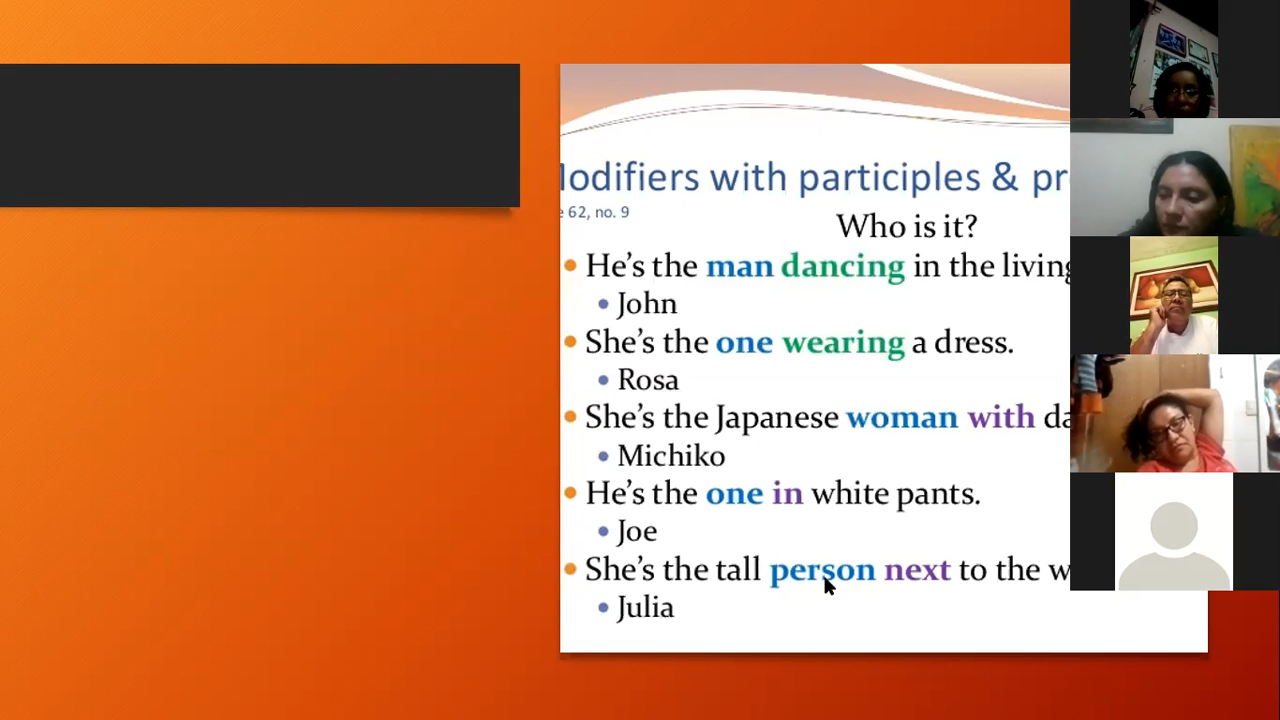 odifiers with participles & pr
62, no. 9
Who is it?
He's the man dancing in the living
John
She's the one wearing a dress.
Rosa
She's the Japanese woman with da
Michiko
He's the one in white pants.
Joe
She's the tall person next to the w
Julia